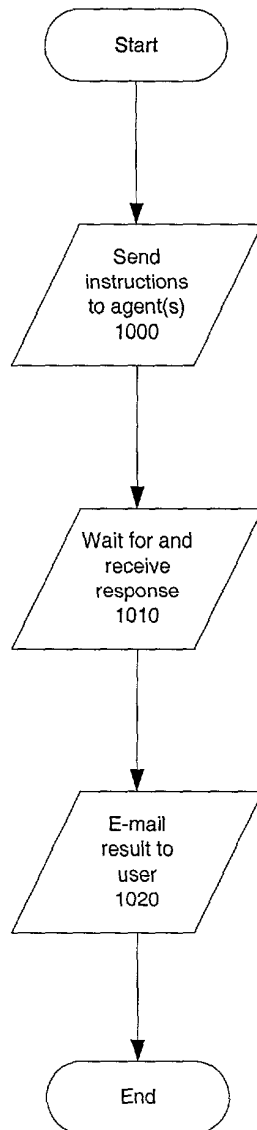 Start
Send
instructions
to agent(s)
1000
Wait for and
receive
response
1010
E-mail
result to
user
1020
End